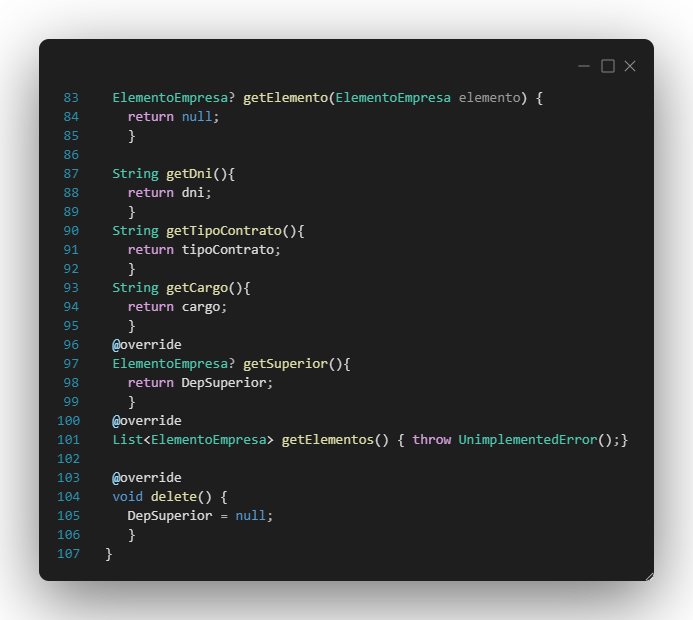 83 ElementoEmpresa? getElemento(ElementoEmpresa elemento) {
84 return null;
85 }
86
87 String getDni(){
88 return dni;
89 }
90 String getTipoContrato(){
91 return tipoContrato;
92 }
93 String getCargo(){
94 return cargo;
95 }
96 @override
97 ElementoEmpresa? getSuperior(){
98 return DepSuperior;
99 }
100 @override
101 List<ElementoEmpresa> getElementos() { throw UnimplementedError();}
102
103 @override
104 void delete() {
105 DepSuperior = null;
106 }
107 }